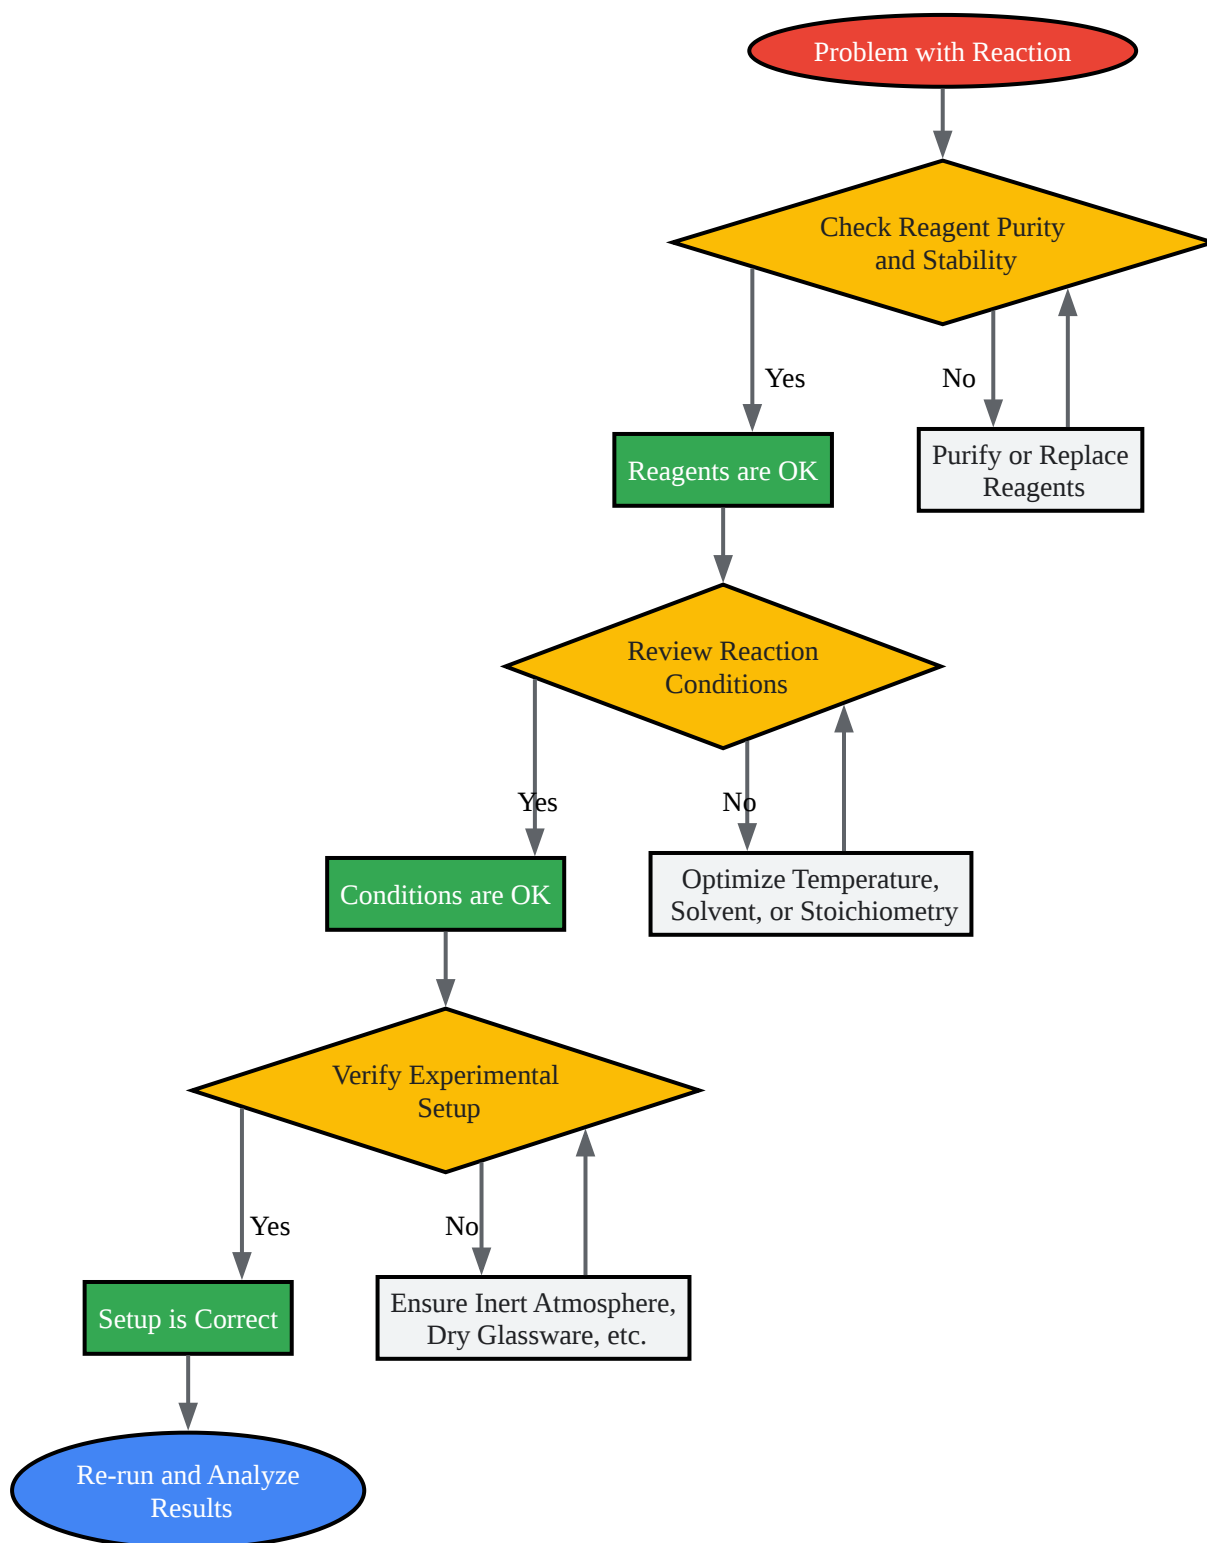 Problem with Reaction
Check Reagent Purity
and Stability
Yes
No
Reagents are OK
Purify or Replace
Reagents
Review Reaction
Conditions
Yes
No
Conditions are OK
Optimize Temperature,
Solvent, or Stoichiometry
Verify Experimental
Setup
Yes
No
Setup is Correct
Ensure Inert Atmosphere,
Dry Glassware, etc.
Re-run and Analyze
Results